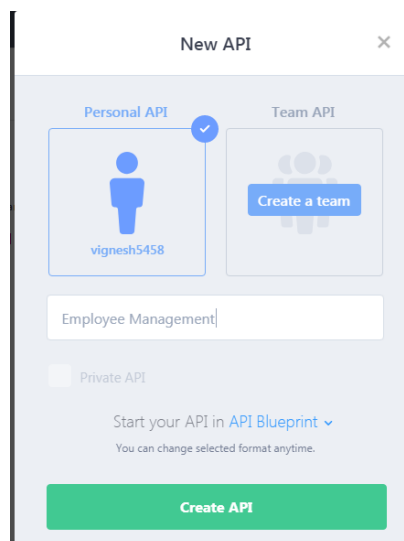 New API
Personal API
Team API
Create a team
vignesh5458
Employee Management
Private API
Start your API in API Blueprint
You can change selected format anytime.
Create API